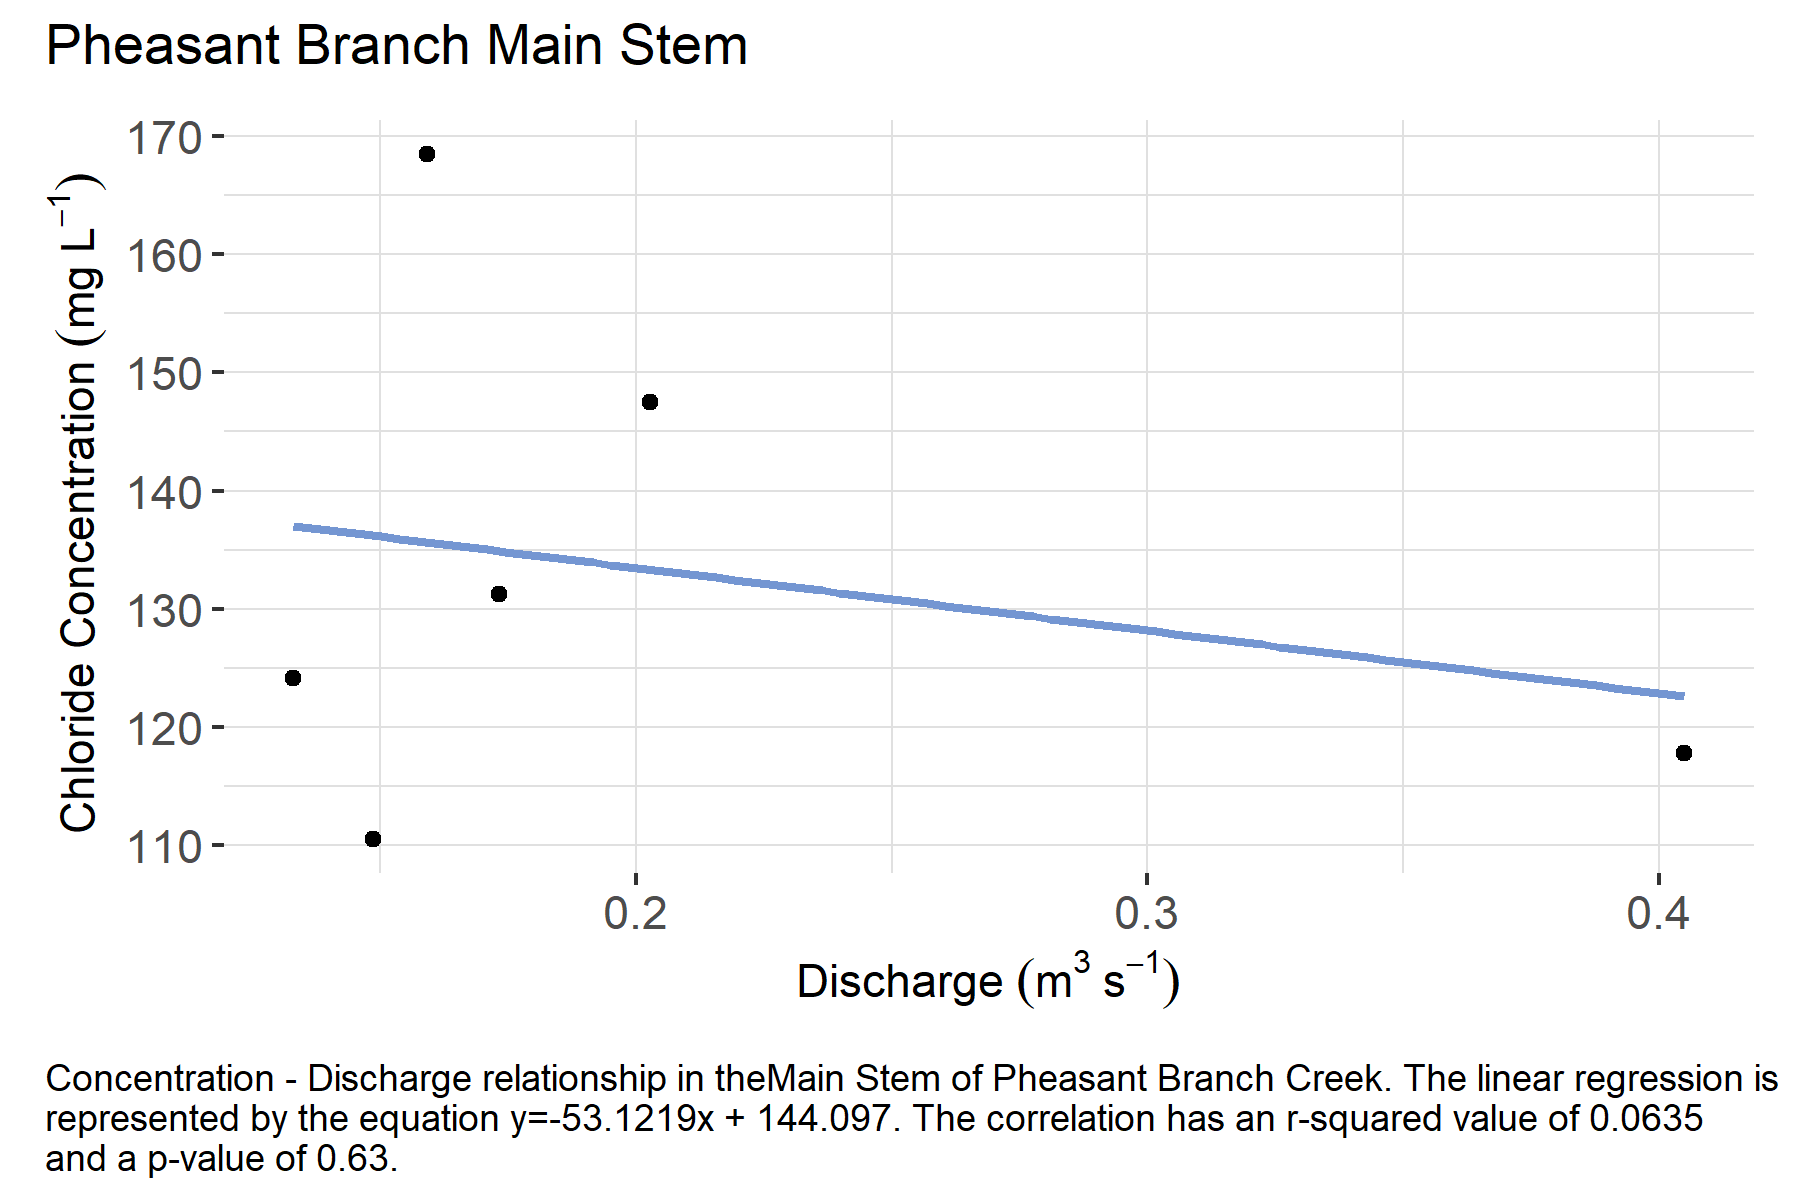 Pheasant Branch Main Stem
170
160
150
140
130
120
110
Chloride Concentration (mg L⁻¹)
0.2 0.3 0.4
Discharge (m³ s⁻¹)
Concentration - Discharge relationship in theMain Stem of Pheasant Branch Creek. The linear regression is
represented by the equation y=-53.1219x + 144.097. The correlation has an r-squared value of 0.0635
and a p-value of 0.63.